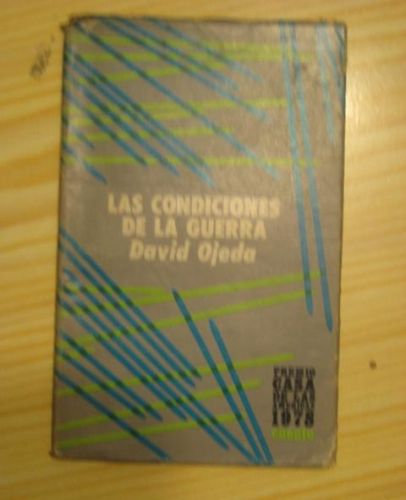 LAS CONDICIONES
DE LA GUERRA
David Ojeda
PREMIO
CASA
DE LAS
AMERICAS
1978
CUENTO